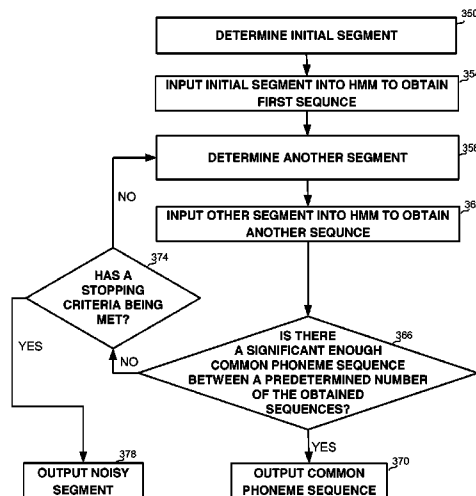 350
DETERMINE INITIAL SEGMENT
354
INPUT INITIAL SEGMENT INTO HMM TO OBTAIN
FIRST SEQUNCE
358
DETERMINE ANOTHER SEGMENT
NO
INPUT OTHER SEGMENT INTO HMM TO OBTAIN
ANOTHER SEQUNCE
374
HAS A
STOPPING
CRITERIA BEING
MET?
366
IS THERE
A SIGNIFICANT ENOUGH
COMMON PHONEME SEQUENCE
BETWEEN A PREDETERMINED NUMBER
OF THE OBTAINED
SEQUENCES?
YES
NO
YES
378
OUTPUT NOISY
SEGMENT
370
OUTPUT COMMON
PHONEME SEQUENCE